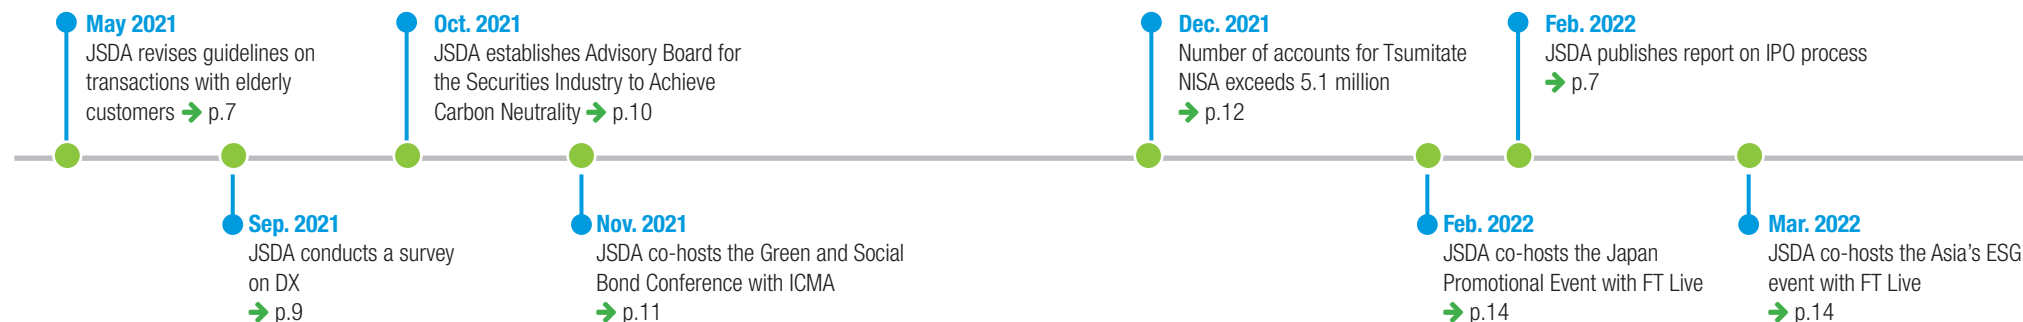 May 2021
JSDA revises guidelines on
transactions with elderly
customers → p.7
Oct. 2021
JSDA establishes Advisory Board for
the Securities Industry to Achieve
Carbon Neutrality → p.10
Dec. 2021
Number of accounts for Tsumitate
NISA exceeds 5.1 million
→ p.12
Feb. 2022
JSDA publishes report on IPO process
→ p.7
Sep. 2021
JSDA conducts a survey
on DX
→ p.9
Nov. 2021
JSDA co-hosts the Green and Social
Bond Conference with ICMA
→ p.11
Feb. 2022
JSDA co-hosts the Japan
Promotional Event with FT Live
→ p.14
Mar. 2022
JSDA co-hosts the Asia's ESG
event with FT Live
→ p.14